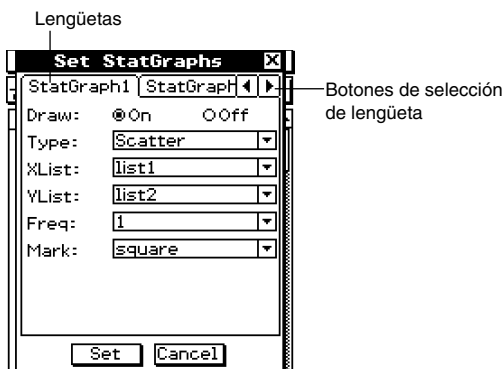 Lengüetas
Set StatGraphs X
StatGraph1 StatGraph
Botones de selección
de lengüeta
Draw: On Off
Type: Scatter
XList: list1
YList: list2
Freq: 1
Mark: square
Set Cancel